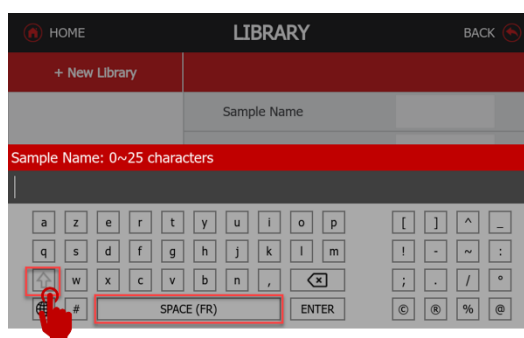 HOME LIBRARY BACK
+ New Library
Sample Name
Sample Name: 0~25 characters
a z e r t y u i o p [ ] ^ _
q s d f g h j k l m ! - ~ :
w x c v b n , ; . / °
# SPACE (FR) ENTER © ® % @